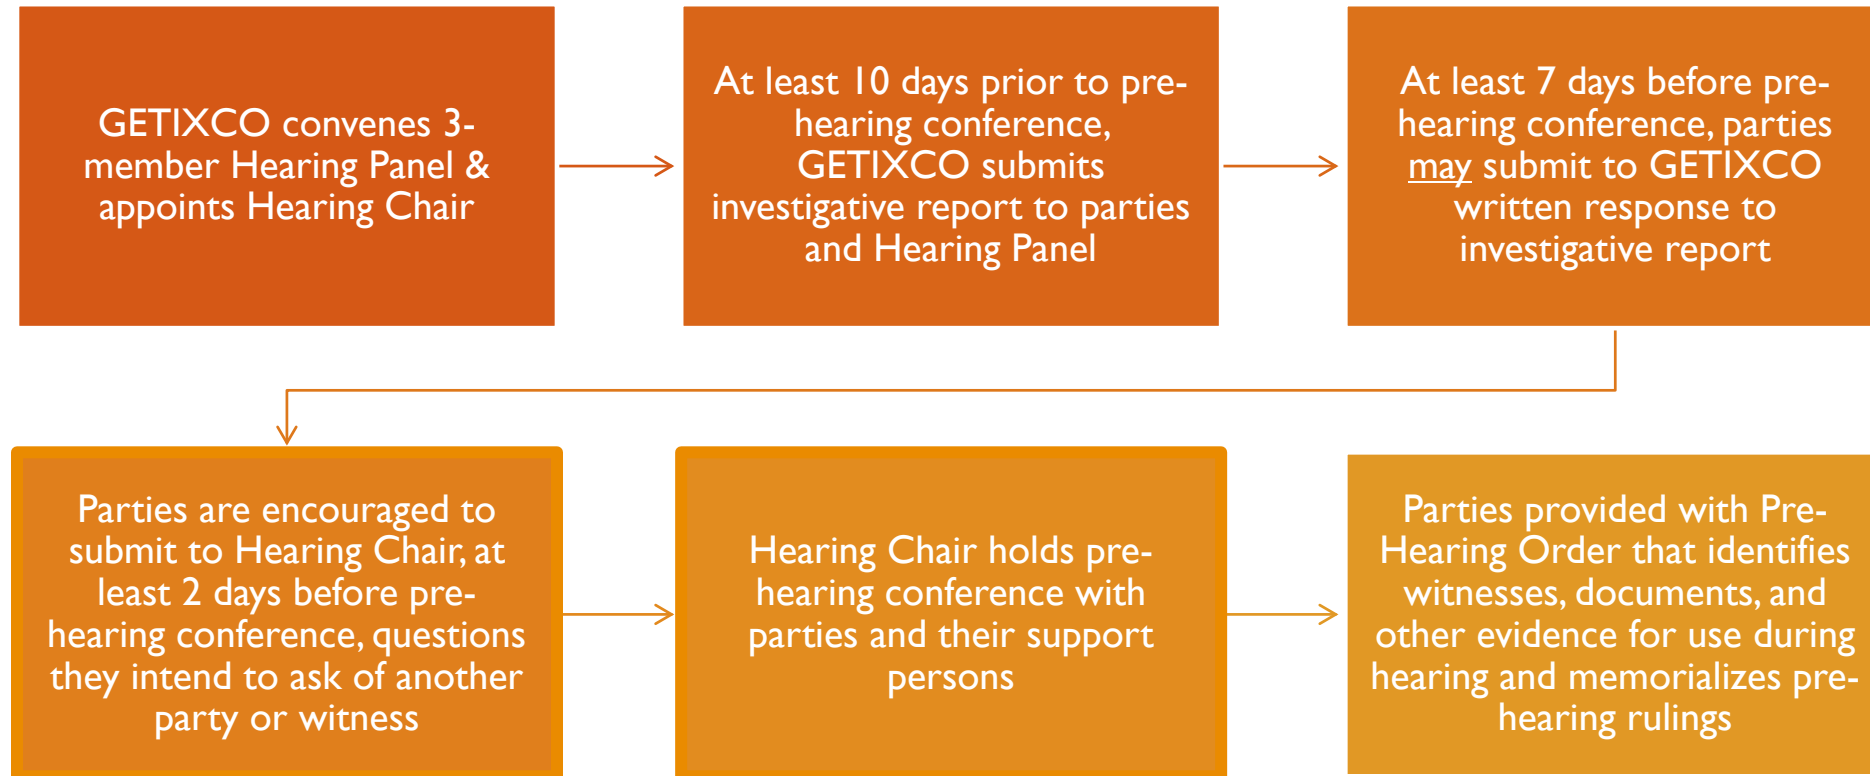 GETIXCO convenes 3-
member Hearing Panel &
appoints Hearing Chair
At least 10 days prior to pre-
hearing conference,
GETIXCO submits
investigative report to parties
and Hearing Panel
At least 7 days before pre-
hearing conference, parties
may submit to GETIXCO
written response to
investigative report
Parties are encouraged to
submit to Hearing Chair, at
least 2 days before pre-
hearing conference, questions
they intend to ask of another
party or witness
Hearing Chair holds pre-
hearing conference with
parties and their support
persons
Parties provided with Pre-
Hearing Order that identifies
witnesses, documents, and
other evidence for use during
hearing and memorializes pre-
hearing rulings